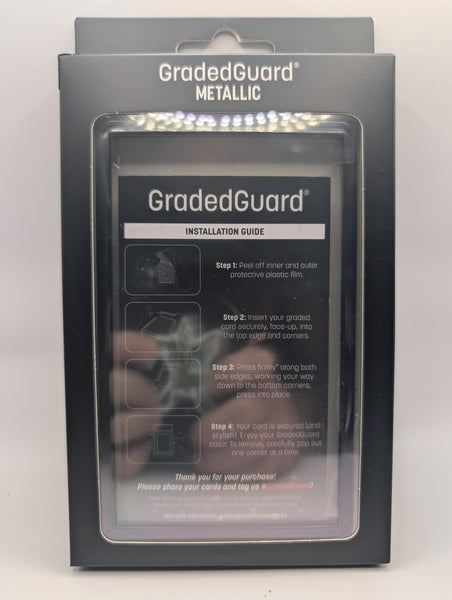 GradedGuard®
METALLIC
GradedGuard®
INSTALLATION GUIDE
Step 1: Peel off inner and outer
protective plastic film.
Step 2: Insert your graded
card securely, face-up, into
the top edge and corners.
Step 3: Press firmly* along both
side edges, working your way
down to the bottom corners,
press into place.
Step 4: Your card is secured (and
stylish). Enjoy your GradedGuard
case! To remove, carefully pop out
one corner at a time.
Thank you for your purchase!
Please share your cards and tag us @GradedGuard!